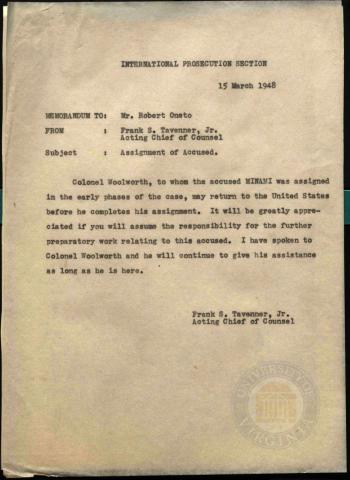 INTERNATIONAL PROSECUTION SECTION
15 March 1948
MEMORANDUM TO: Mr. Robert Oneto
FROM : Frank S. Tavenner, Jr.
Acting Chief of Counsel
Subject : Assignment of Accused.
Colonel Woolworth, to whom the accused MINAMI was assigned
in the early phases of the case, may return to the United States
before he completes his assignment. It will be greatly appre-
ciated if you will assume the responsibility for the further
preparatory work relating to this accused. I have spoken to
Colonel Woolworth and he will continue to give his assistance
as long as he is here.
Frank S. Tavenner, Jr.
Acting Chief of Counsel
UNIVERSITY OF VIRGINIA